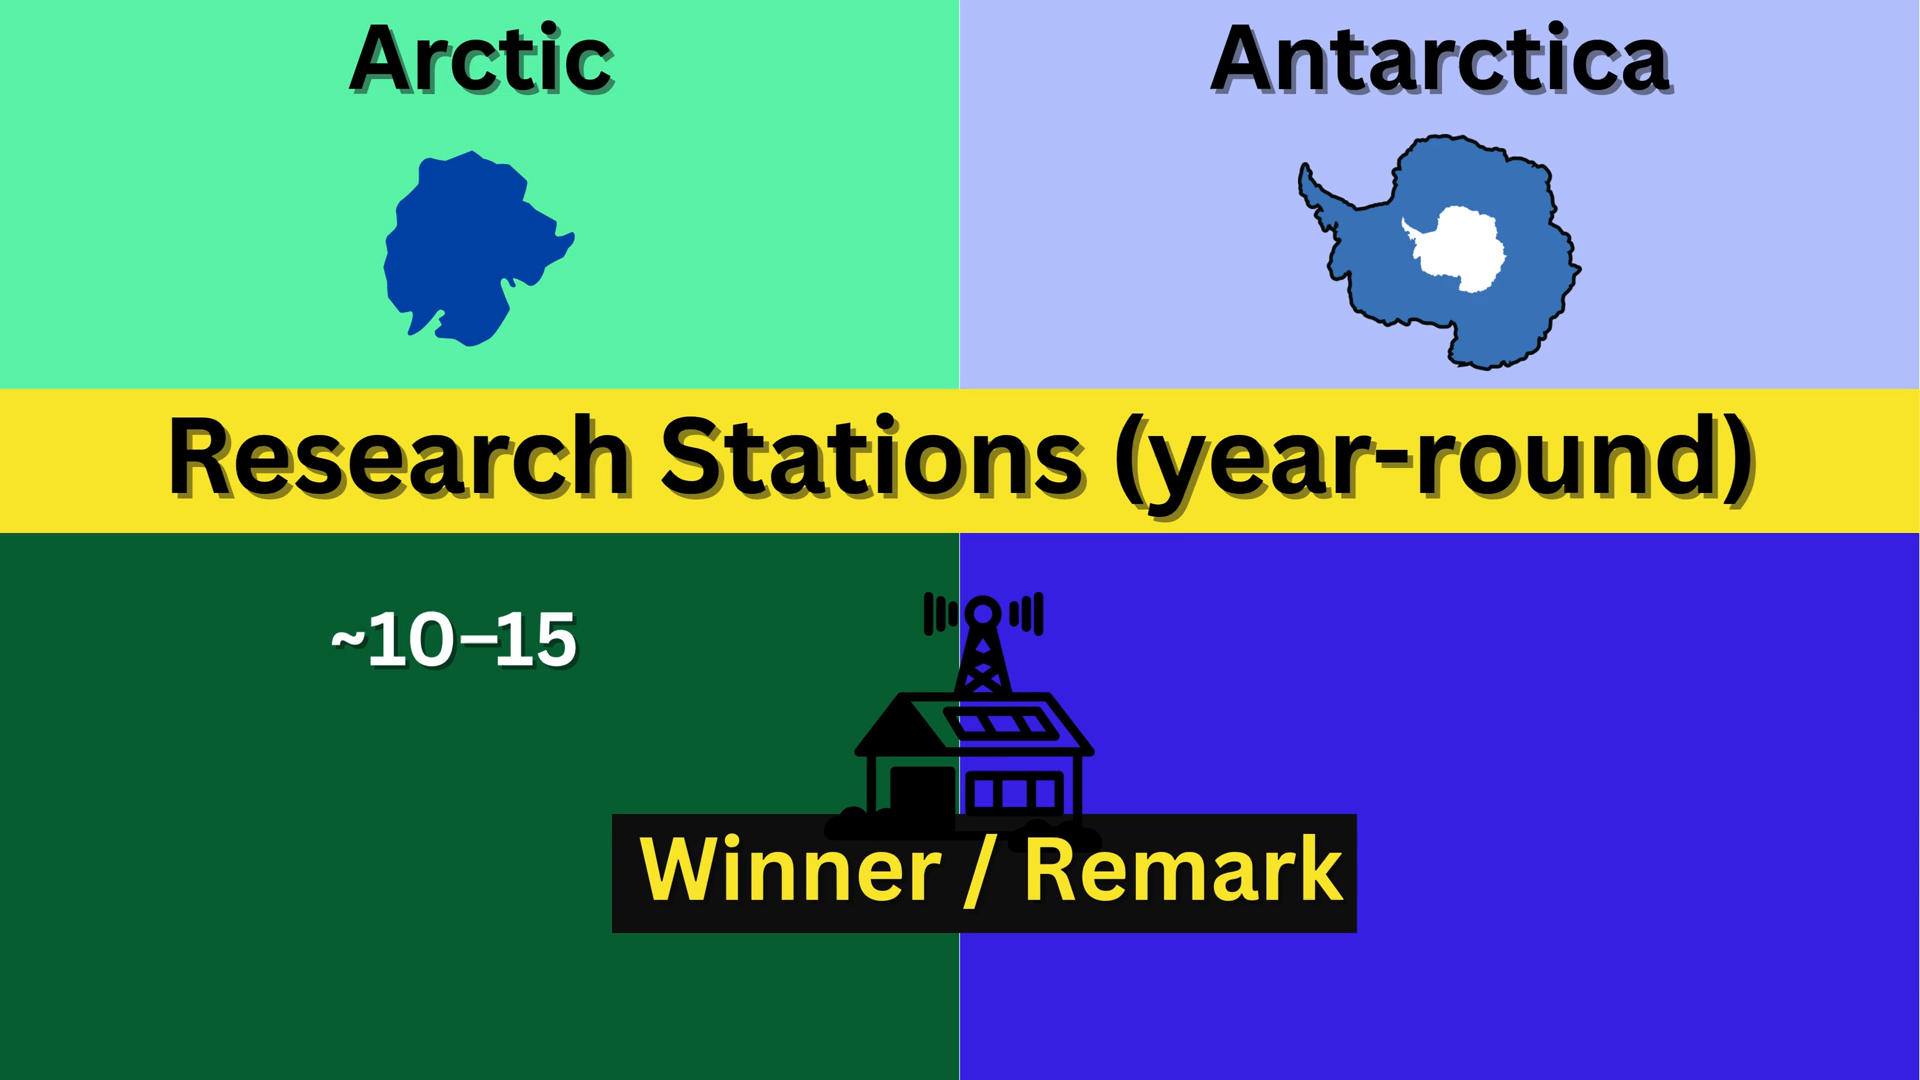 Arctic
Antarctica
Research Stations (year-round)
~10–15
Winner / Remark